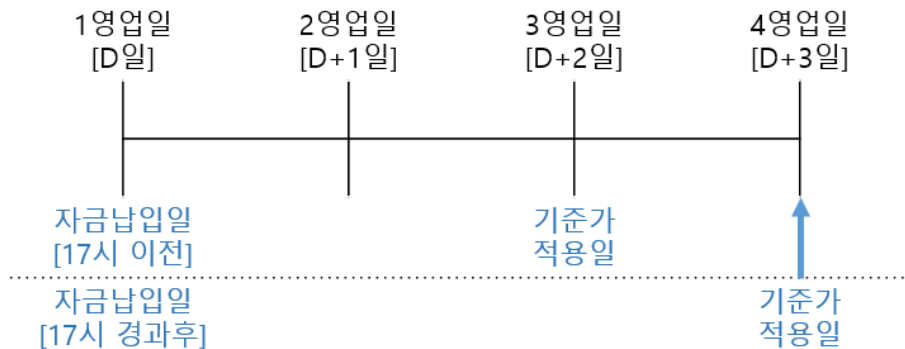 1영업일 2영업일 3영업일 4영업일
[D일] [D+1일] [D+2일] [D+3일]
자금납입일 기준가
[17시 이전] 적용일
자금납입일 기준가
[17시 경과후] 적용일